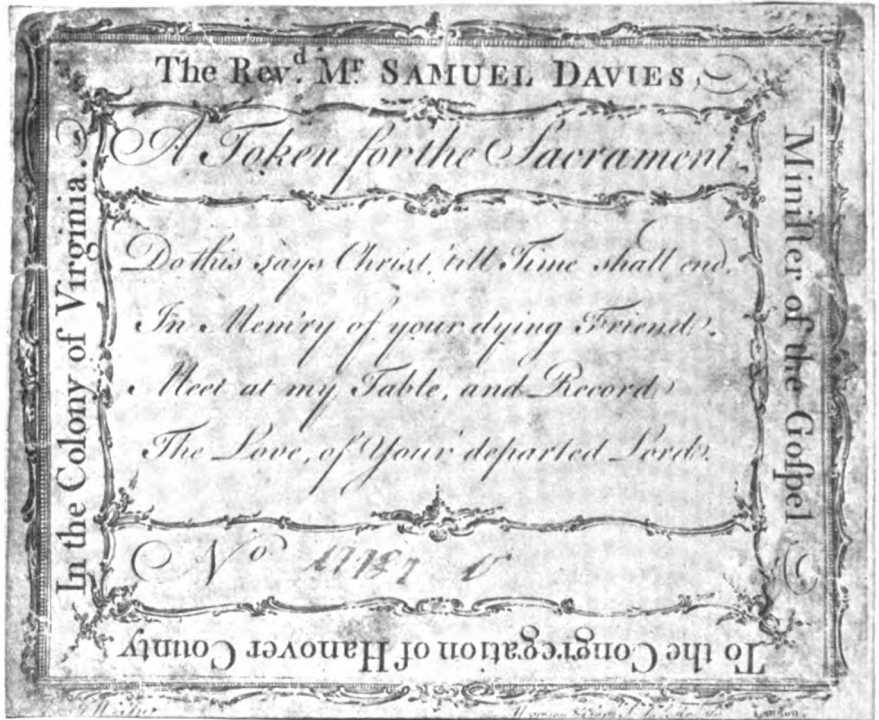 The Revd. Mr. SAMUEL DAVIES,
Miniſter of the Goſpel
To the Congregation of Hanover County
In the Colony of Virginia.
A Token for the Sacrament
Do this says Christ, 'till Time shall end,
In Mem'ry of your dying Friend.
Meet at my Table, and Record
The Love, of Your departed Lord.
No
London.